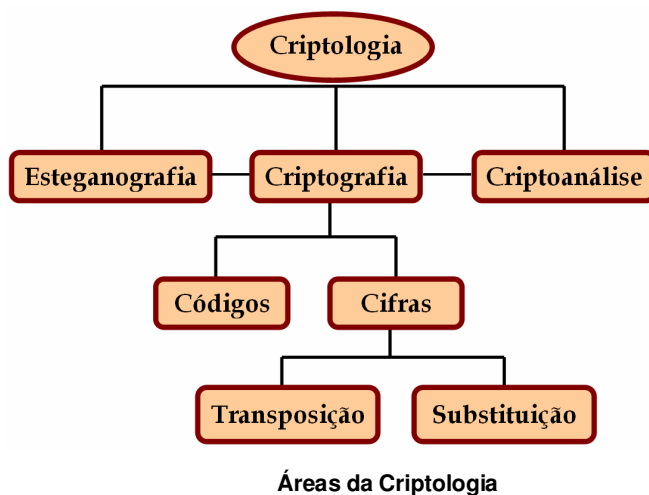 Criptologia
Esteganografia
Criptografia
Criptoanálise
Códigos
Cifras
Transposição
Substituição
Áreas da Criptologia